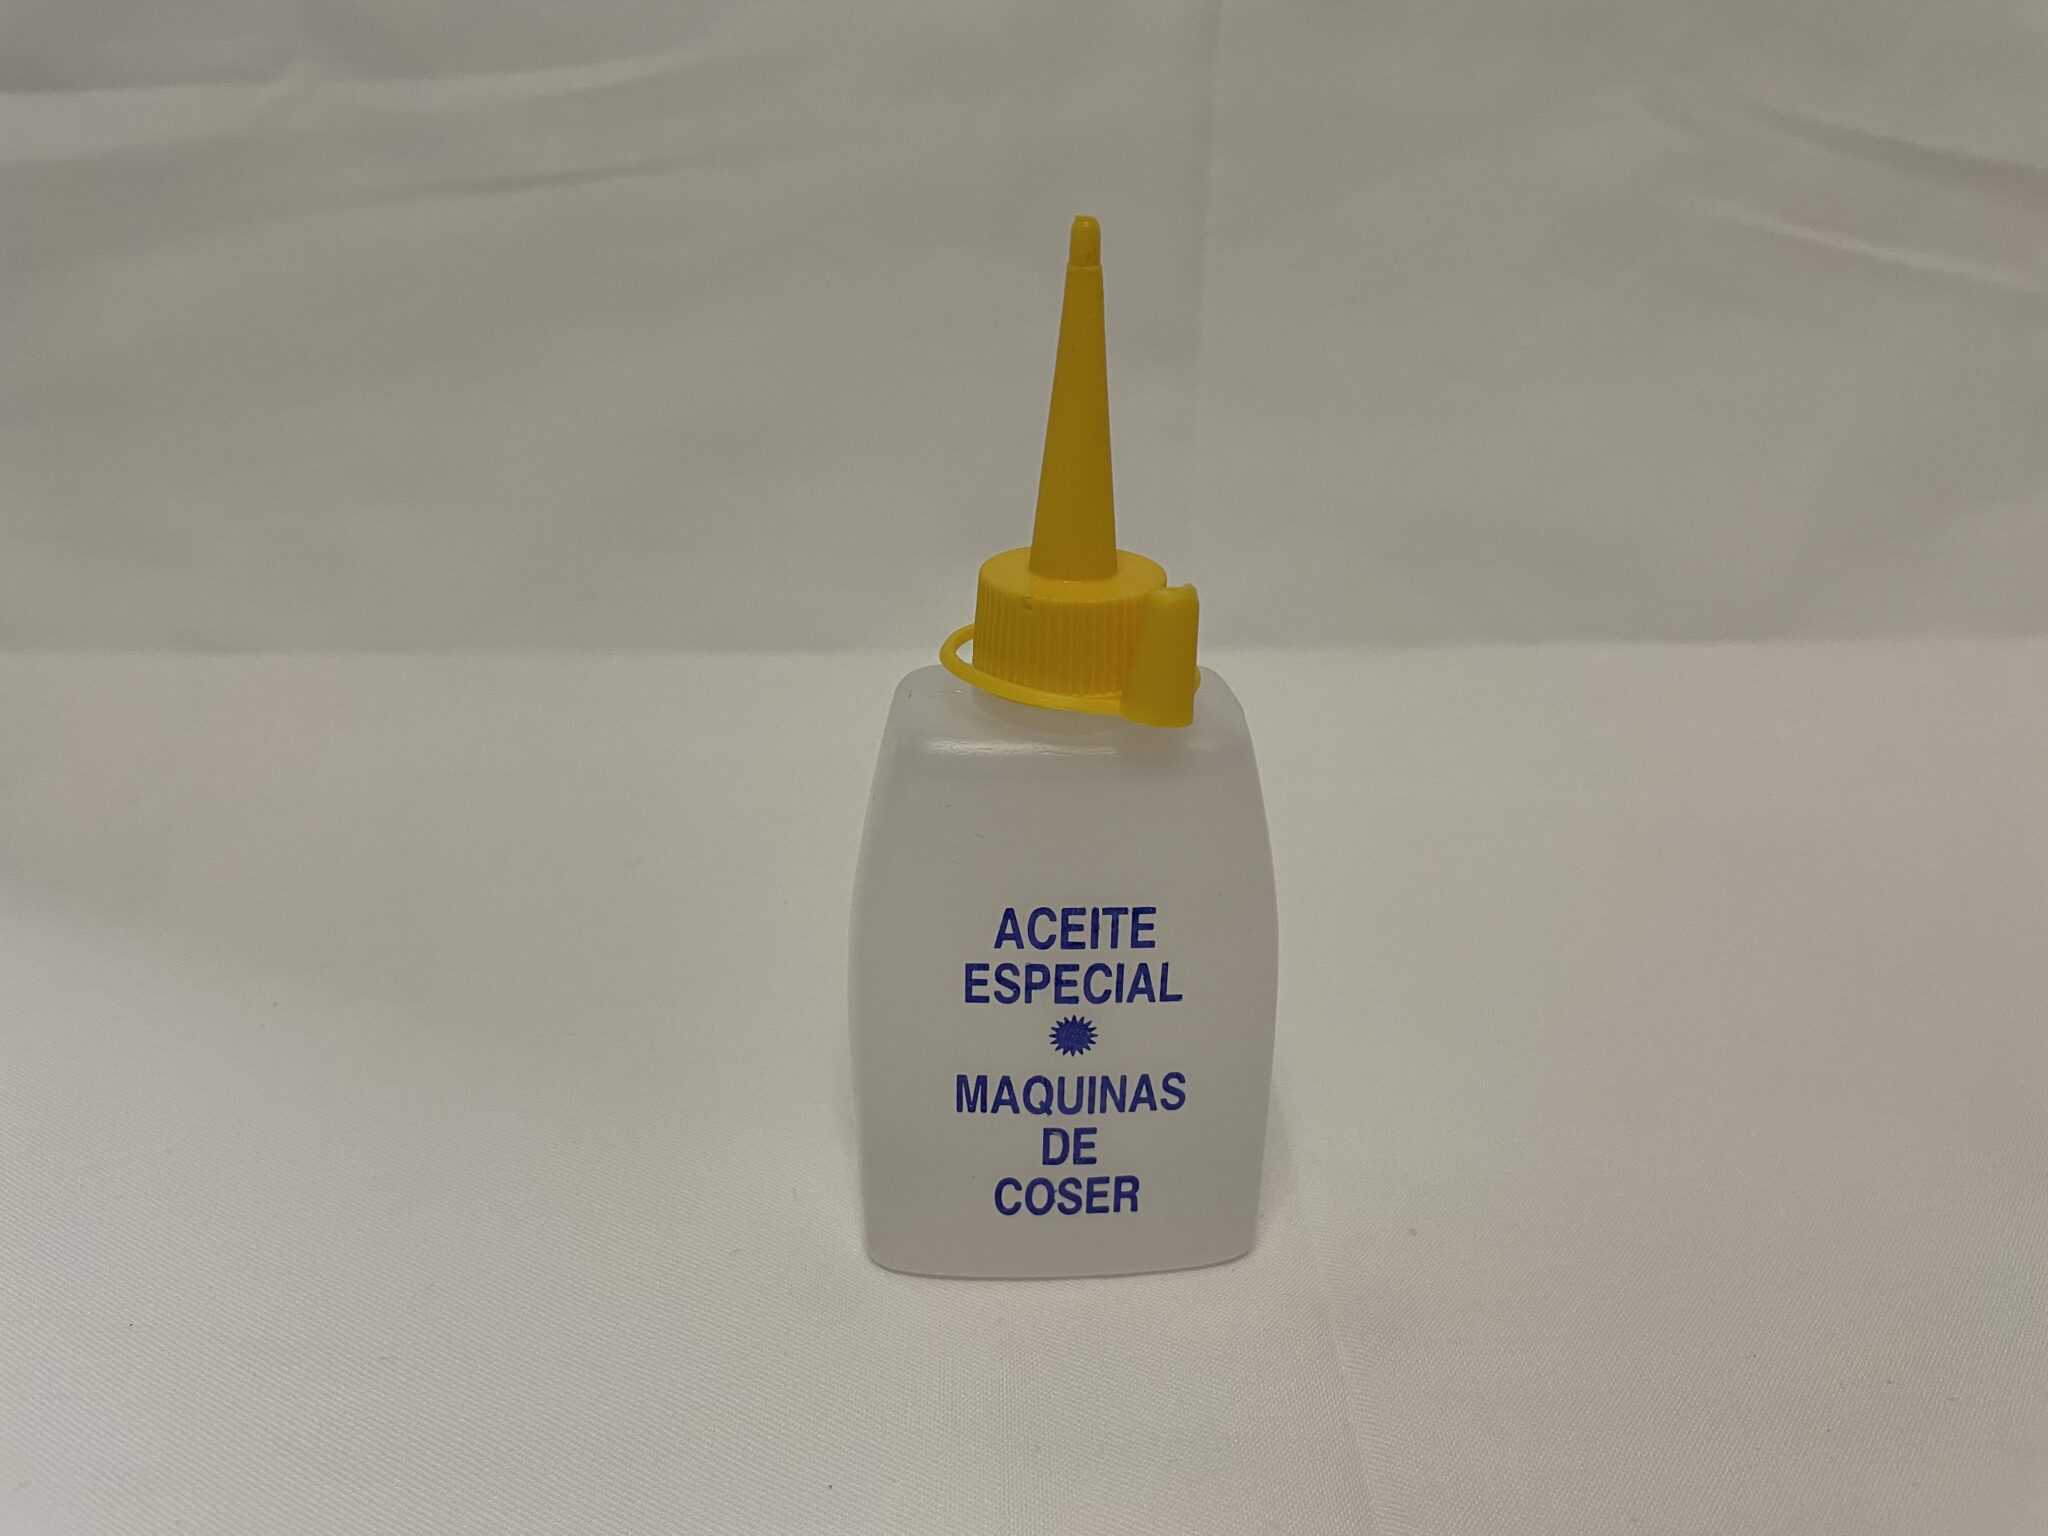 ACEITE
ESPECIAL
MAQUINAS
DE
COSER